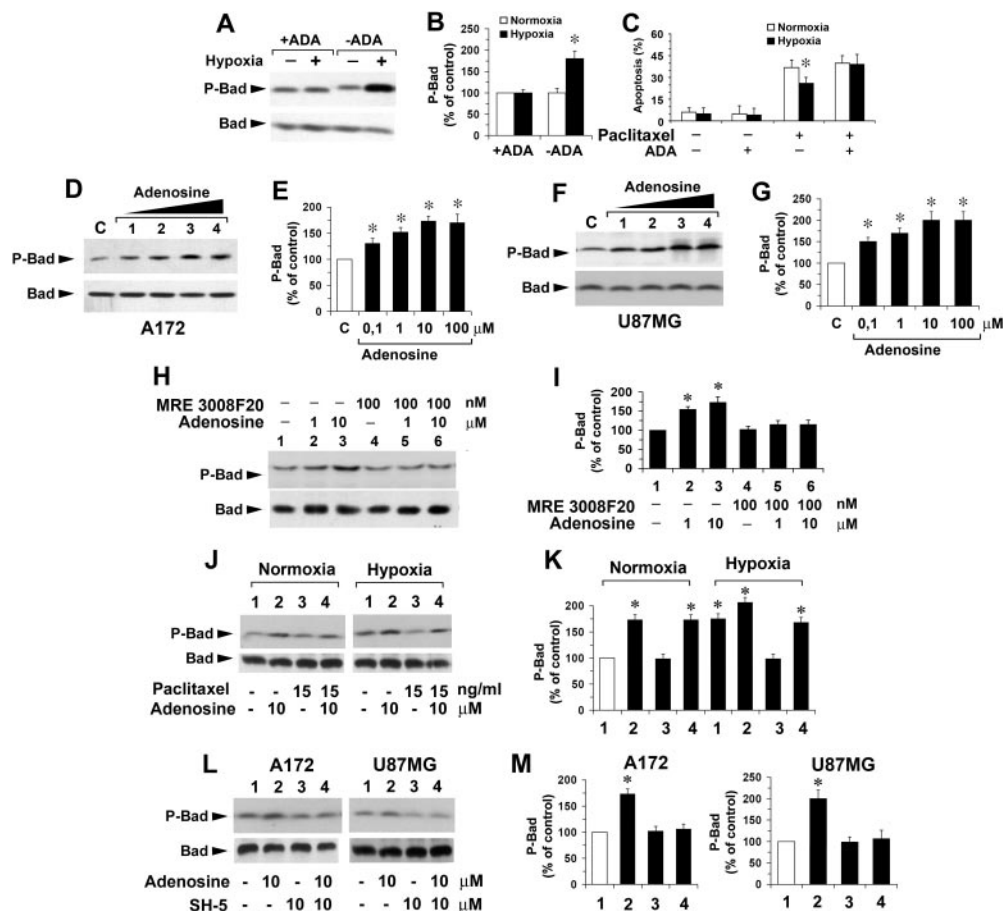 A
+ADA -ADA
Hypoxia – + – +
P-Bad
Bad
B
Normoxia
Hypoxia
P-Bad
(% of control)
250
200
150
100
50
0
*
+ADA -ADA
C
Normoxia
Hypoxia
Apoptosis (%)
60
45
30
15
0
*
Paclitaxel – – + +
ADA – + – +
D
Adenosine
C 1 2 3 4
P-Bad
Bad
A172
E
P-Bad
(% of control)
200
150
100
50
0
* * * *
C 0,1 1 10 100 µM
Adenosine
F
Adenosine
C 1 2 3 4
P-Bad
Bad
U87MG
G
P-Bad
(% of control)
250
200
150
100
50
0
* * * *
C 0,1 1 10 100 µM
Adenosine
H
MRE 3008F20 – – – 100 100 100 nM
Adenosine – 1 10 – 1 10 µM
1 2 3 4 5 6
P-Bad
Bad
I
P-Bad
(% of control)
200
150
100
50
0
* *
1 2 3 4 5 6
MRE 3008F20 – – – 100 100 100 nM
Adenosine – 1 10 – 1 10 µM
J
Normoxia Hypoxia
1 2 3 4 1 2 3 4
P-Bad
Bad
Paclitaxel - - 15 15 - - 15 15 ng/ml
Adenosine - 10 - 10 - 10 - 10 µM
K
Normoxia Hypoxia
P-Bad
(% of control)
250
200
150
100
50
0
* * * * *
1 2 3 4 1 2 3 4
L
A172 U87MG
1 2 3 4 1 2 3 4
P-Bad
Bad
Adenosine - 10 - 10 - 10 - 10 µM
SH-5 - - 10 10 - - 10 10 µM
M
A172
P-Bad
(% of control)
200
150
100
50
0
*
1 2 3 4
U87MG
P-Bad
(% of control)
250
200
150
100
50
0
*
1 2 3 4